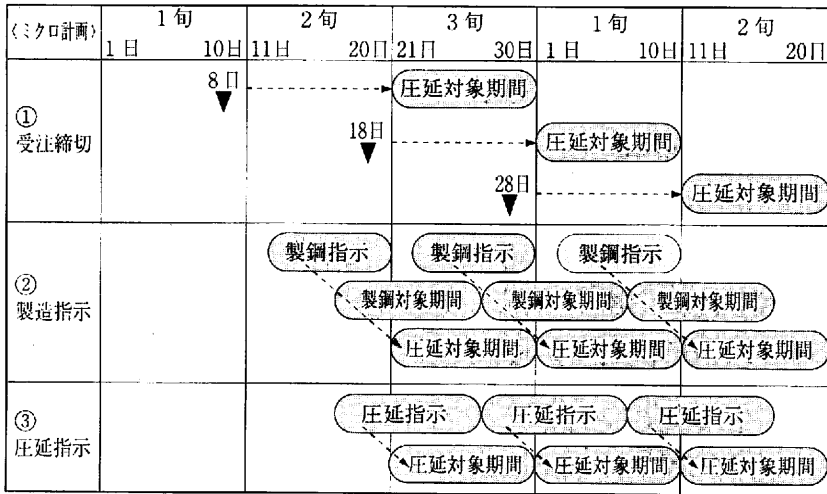 〈ミクロ計画〉 1旬 2旬 3旬 1旬 2旬
1日 10日 11日 20日 21日 30日 1日 10日 11日 20日
8日 圧延対象期間
①
受注締切
18日 圧延対象期間
28日 圧延対象期間
製鋼指示 製鋼指示 製鋼指示
②
製造指示
製鋼対象期間 製鋼対象期間 製鋼対象期間
圧延対象期間 圧延対象期間 圧延対象期間
③
圧延指示
圧延指示 圧延指示 圧延指示
圧延対象期間 圧延対象期間 圧延対象期間